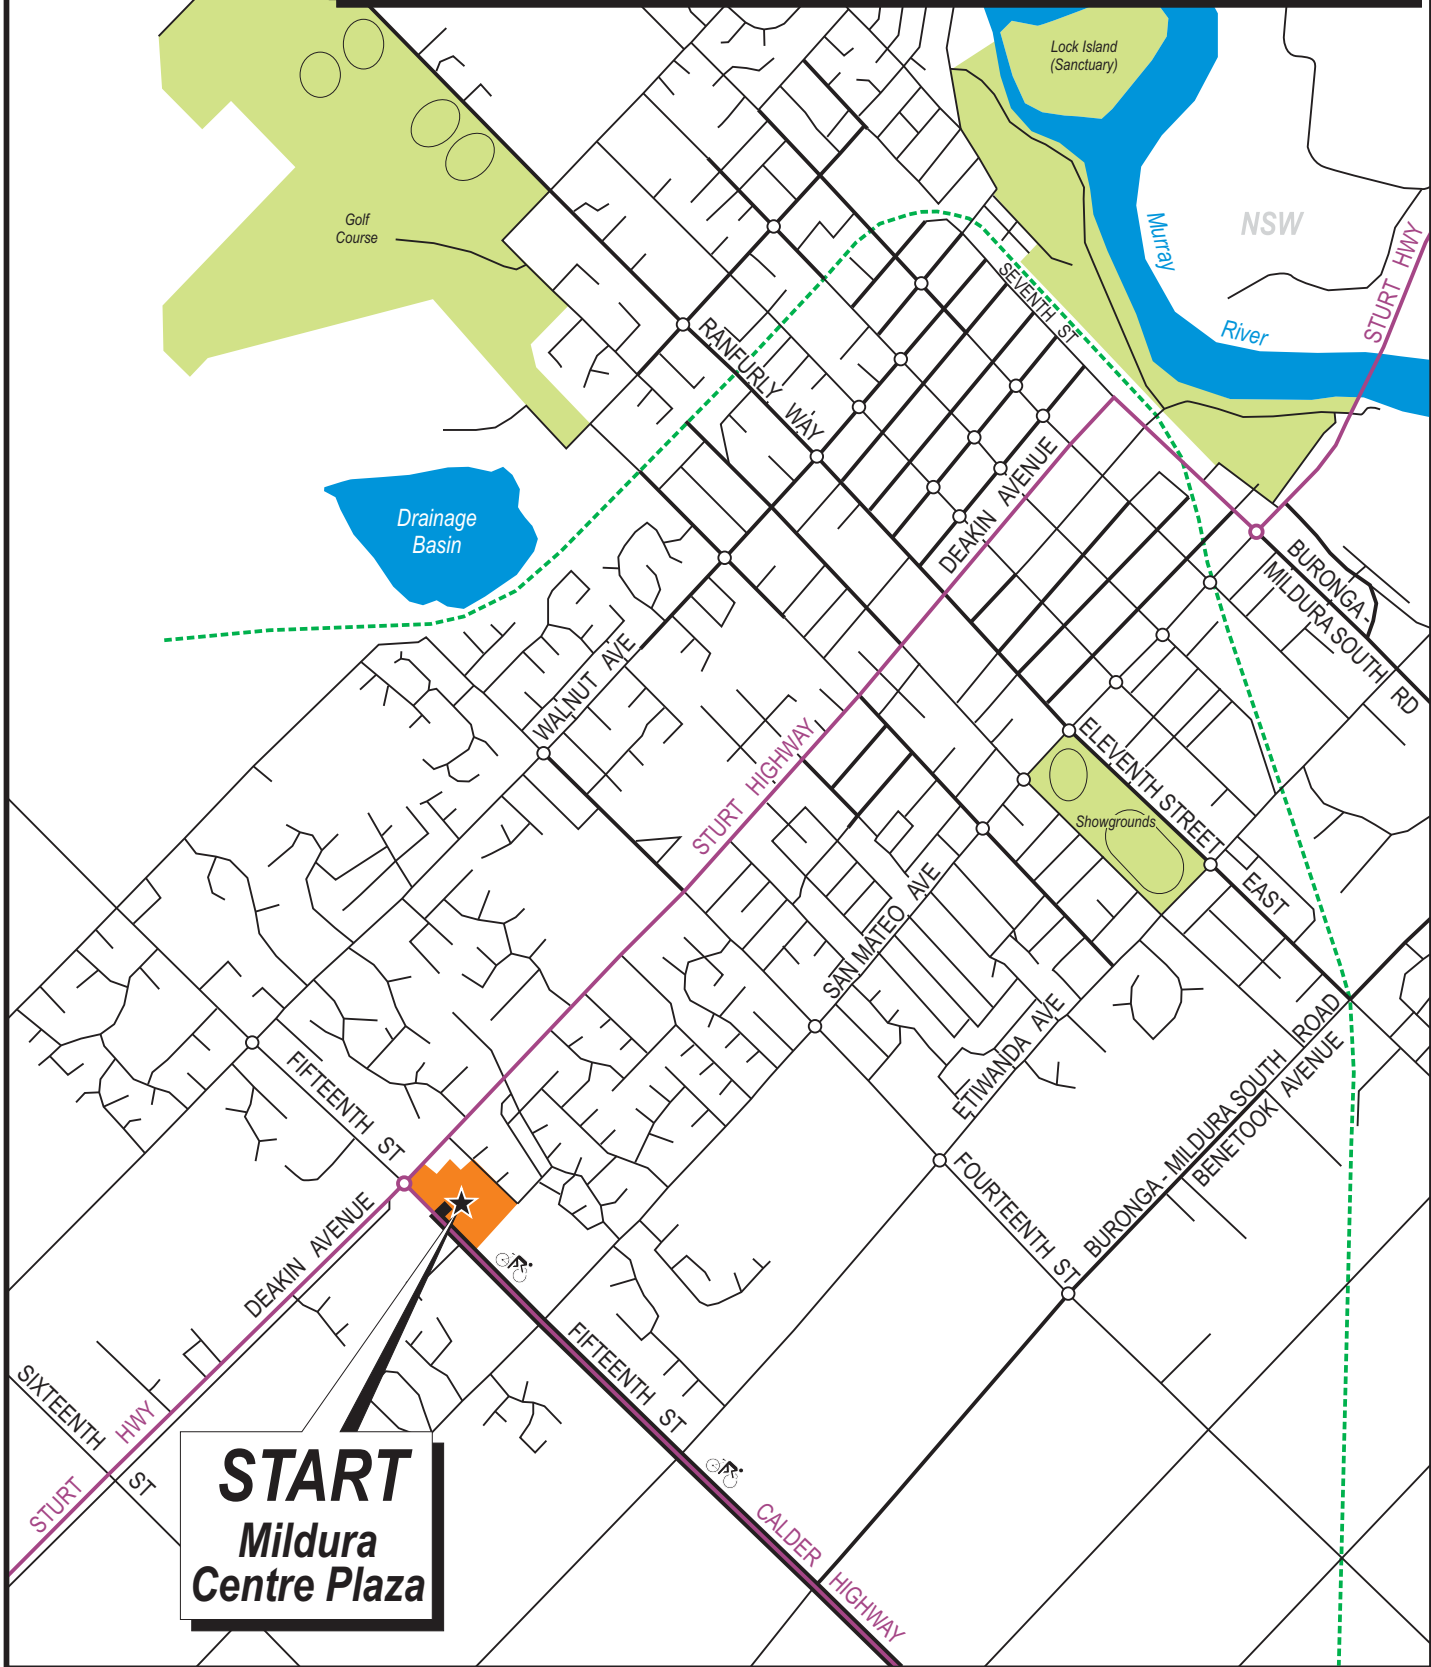 Lock Island
(Sanctuary)
Golf
Course
Murray
NSW
STURT HWY
SEVENTH ST
River
RANFURLY WAY
DEAKIN AVENUE
Drainage
Basin
BURONGA -
MILDURA SOUTH RD
WALNUT AVE
STURT HIGHWAY
ELEVENTH STREET
EAST
Showgrounds
SAN MATEO AVE
ETIWANDA AVE
BURONGA - MILDURA SOUTH ROAD
BENETOOK AVENUE
FIFTEENTH ST
FOURTEENTH ST
DEAKIN AVENUE
FIFTEENTH ST
SIXTEENTH ST
STURT HWY
START
Mildura
Centre Plaza
CALDER HIGHWAY